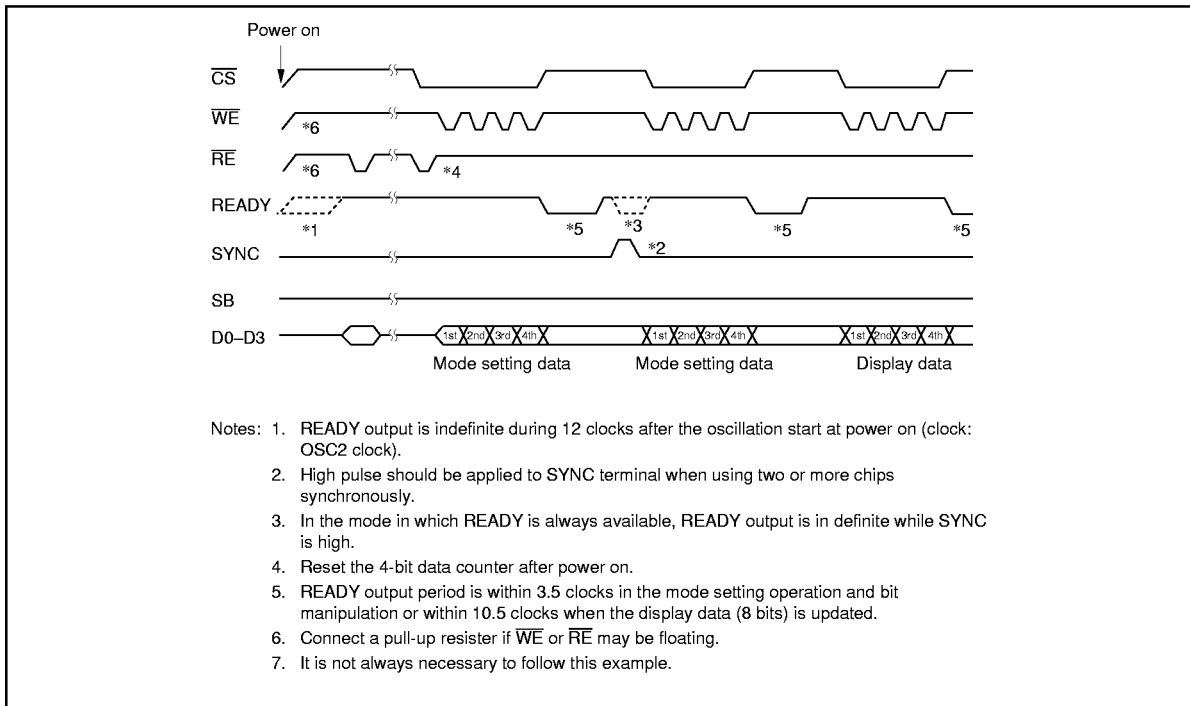 Power on
C̅S̅
W̅E̅ *6
R̅E̅ *6 *4
READY *1 *5 *3 *5 *5
SYNC *2
SB
D0–D3 1st 2nd 3rd 4th 1st 2nd 3rd 4th 1st 2nd 3rd 4th
Mode setting data Mode setting data Display data
Notes: 1. READY output is indefinite during 12 clocks after the oscillation start at power on (clock:
OSC2 clock).
2. High pulse should be applied to SYNC terminal when using two or more chips
synchronously.
3. In the mode in which READY is always available, READY output is in definite while SYNC
is high.
4. Reset the 4-bit data counter after power on.
5. READY output period is within 3.5 clocks in the mode setting operation and bit
manipulation or within 10.5 clocks when the display data (8 bits) is updated.
6. Connect a pull-up resister if W̅E̅ or R̅E̅ may be floating.
7. It is not always necessary to follow this example.